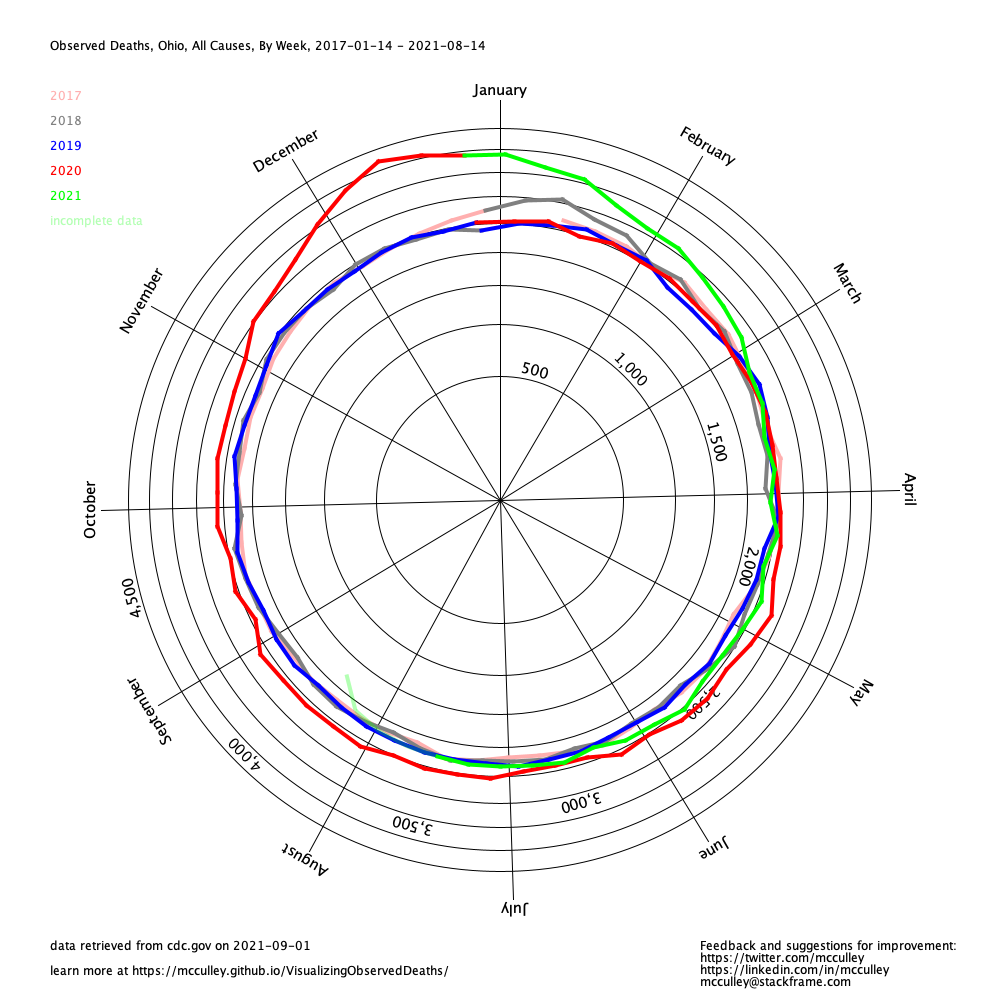 Observed Deaths, Ohio, All Causes, By Week, 2017-01-14 - 2021-08-14
January
2017
2018
2019
2020
2021
incomplete data
December
February
November
March
500
1,000
1,500
October
April
2,000
4,500
September
May
2,500
4,000
3,500
3,000
August
June
July
data retrieved from cdc.gov on 2021-09-01
learn more at https://mcculley.github.io/VisualizingObservedDeaths/
Feedback and suggestions for improvement:
https://twitter.com/mcculley
https://linkedin.com/in/mcculley
mcculley@stackframe.com